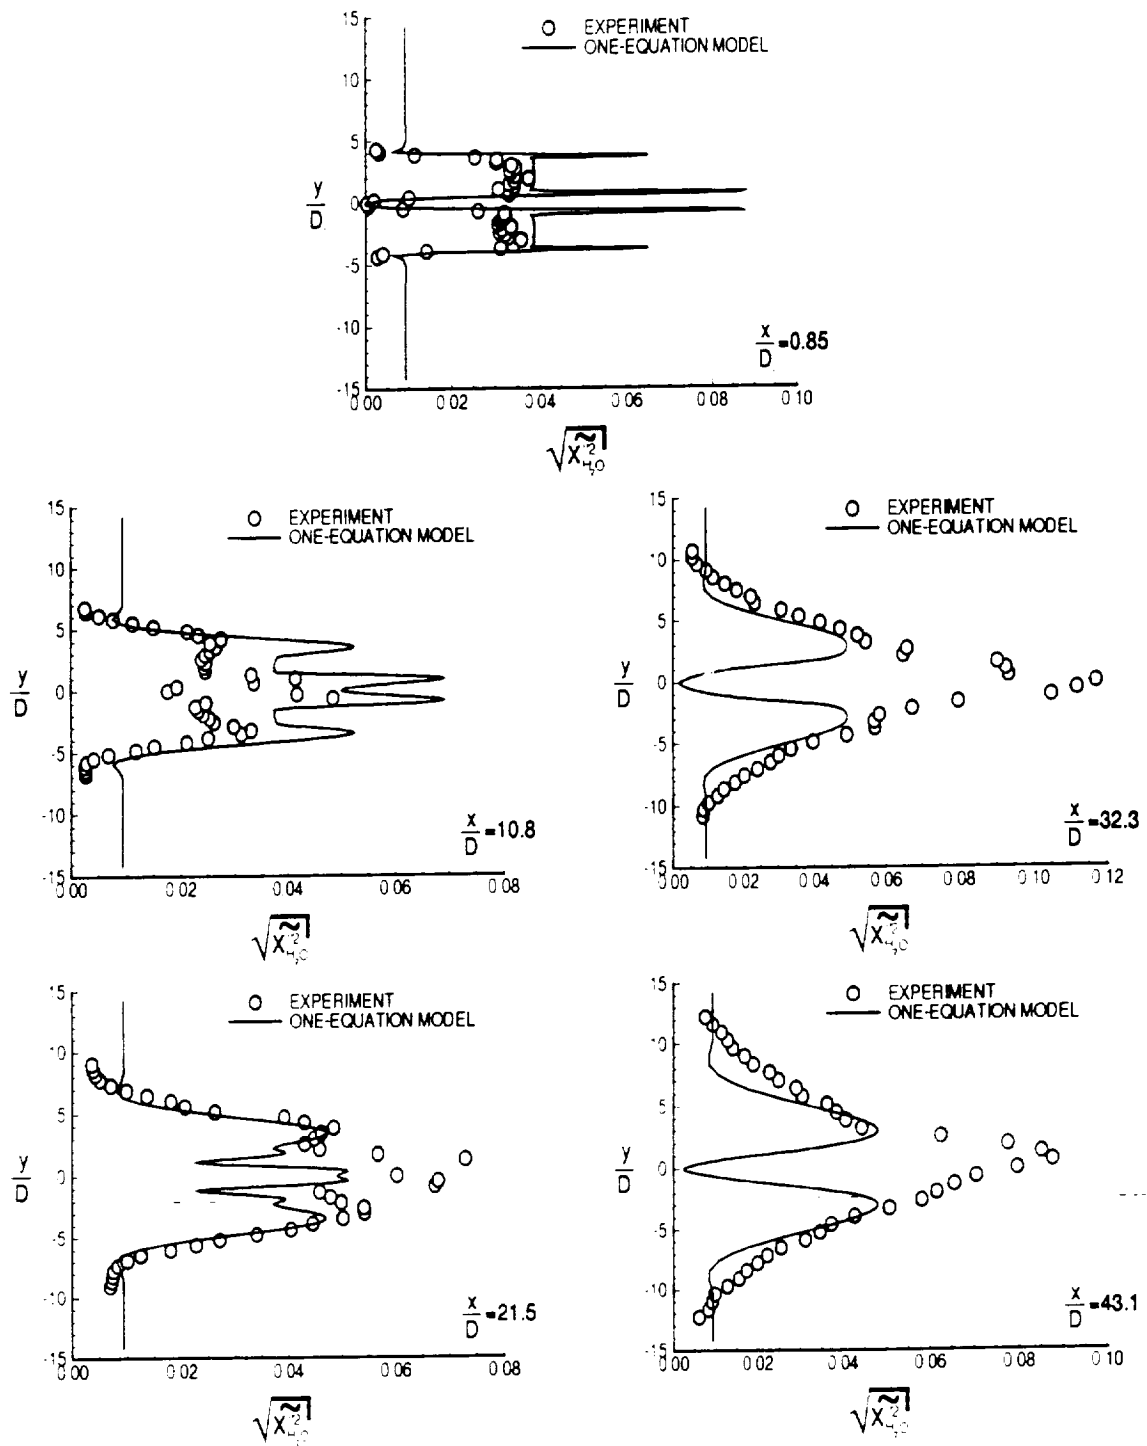 15
10
5
0
-5
-10
-15
y
D
EXPERIMENT
ONE-EQUATION MODEL
x/D=0.85
0.00 0.02 0.04 0.06 0.08 0.10
√X²H₂O
15
10
5
0
-5
-10
-15
y
D
EXPERIMENT
ONE-EQUATION MODEL
x/D=10.8
0.00 0.02 0.04 0.06 0.08
√X²H₂O
15
10
5
0
-5
-10
-15
y
D
EXPERIMENT
ONE-EQUATION MODEL
x/D=32.3
0.00 0.02 0.04 0.06 0.08 0.10 0.12
√X²H₂O
15
10
5
0
-5
-10
-15
y
D
EXPERIMENT
ONE-EQUATION MODEL
x/D=21.5
0.00 0.02 0.04 0.06 0.08
√X²H₂O
15
10
5
0
-5
-10
-15
y
D
EXPERIMENT
ONE-EQUATION MODEL
x/D=43.1
0.00 0.02 0.04 0.06 0.08 0.10
√X²H₂O